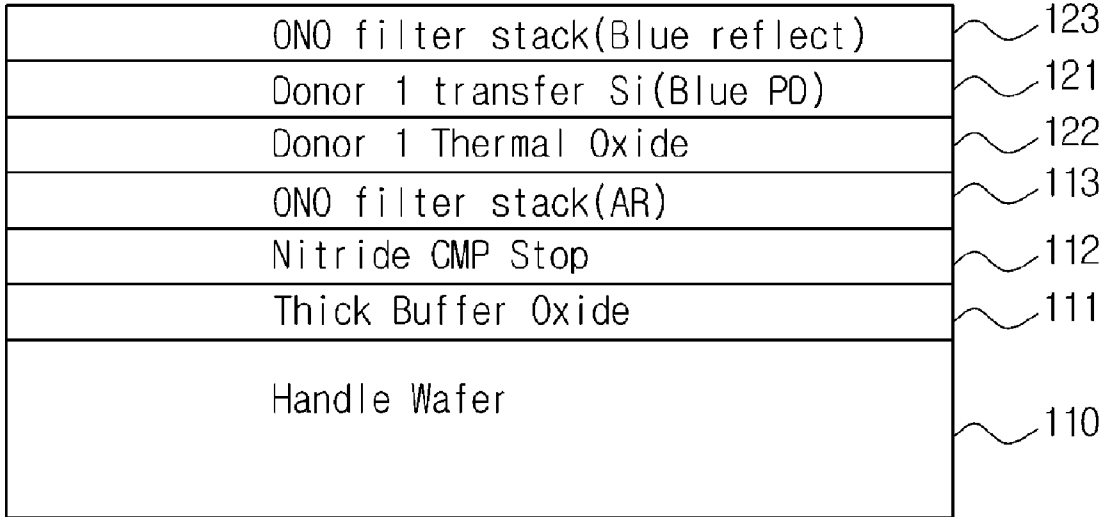 ONO filter stack(Blue reflect) 123
Donor 1 transfer Si(Blue PD) 121
Donor 1 Thermal Oxide 122
ONO filter stack(AR) 113
Nitride CMP Stop 112
Thick Buffer Oxide 111
Handle Wafer
110